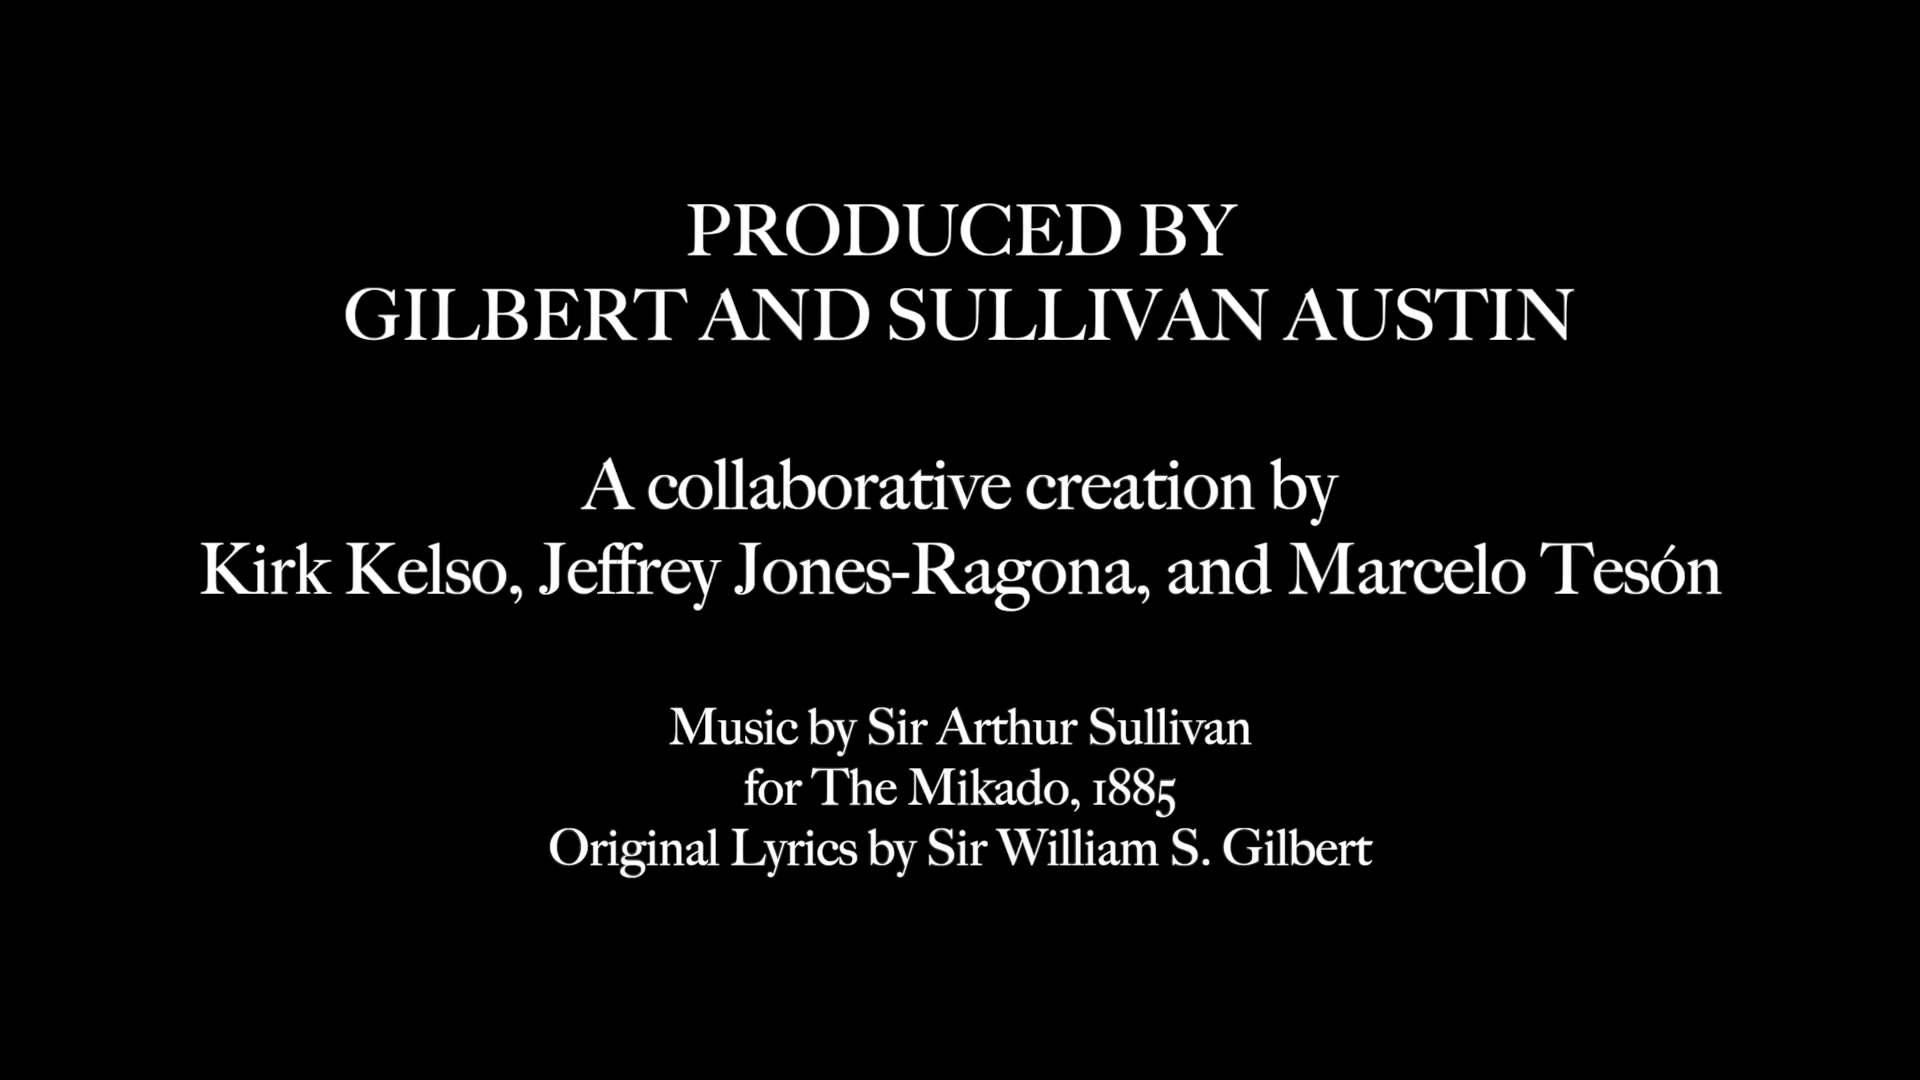 PRODUCED BY
GILBERT AND SULLIVAN AUSTIN
A collaborative creation by
Kirk Kelso, Jeffrey Jones-Ragona, and Marcelo Tesón
Music by Sir Arthur Sullivan
for The Mikado, 1885
Original Lyrics by Sir William S. Gilbert